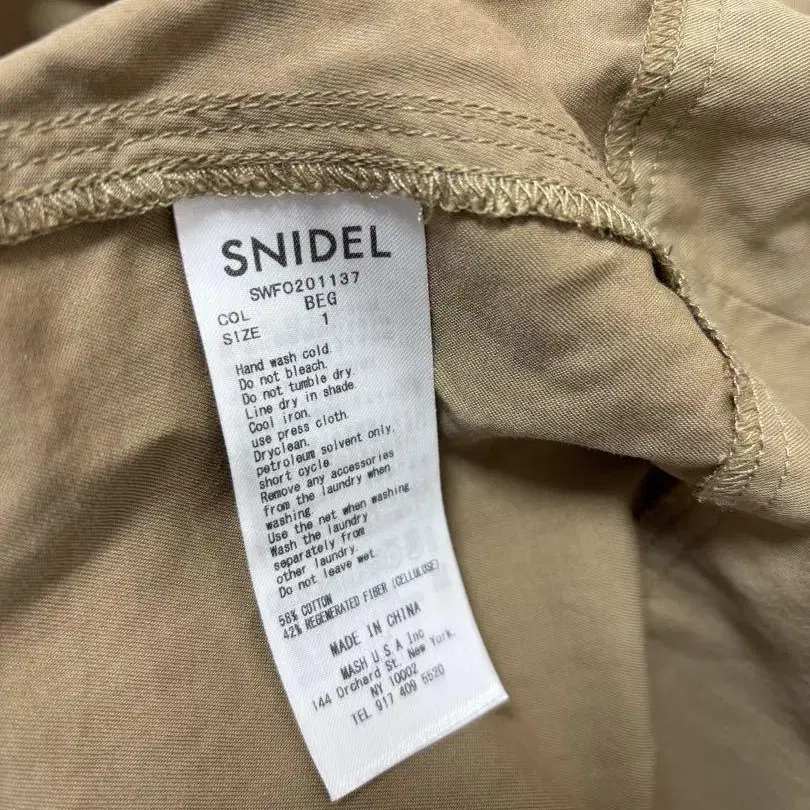 SNIDEL
SWFO201137
COL BEG
SIZE 1
Hand wash cold.
Do not bleach.
Do not tumble dry.
Line dry in shade.
Cool iron.
use press cloth.
Dryclean.
petroleum solvent only.
short cycle
Remove any accessories
from the laundry when
washing
Use the net when washing
Wash the laundry
separately from
other laundry.
Do not leave wet.
58% COTTON
42% REGENERATED FIBER (CELLULOSE)
MADE IN CHINA
MASH U.S.A Inc
144 Orchard St. New York.
NY 10002
TEL 917 409 5520